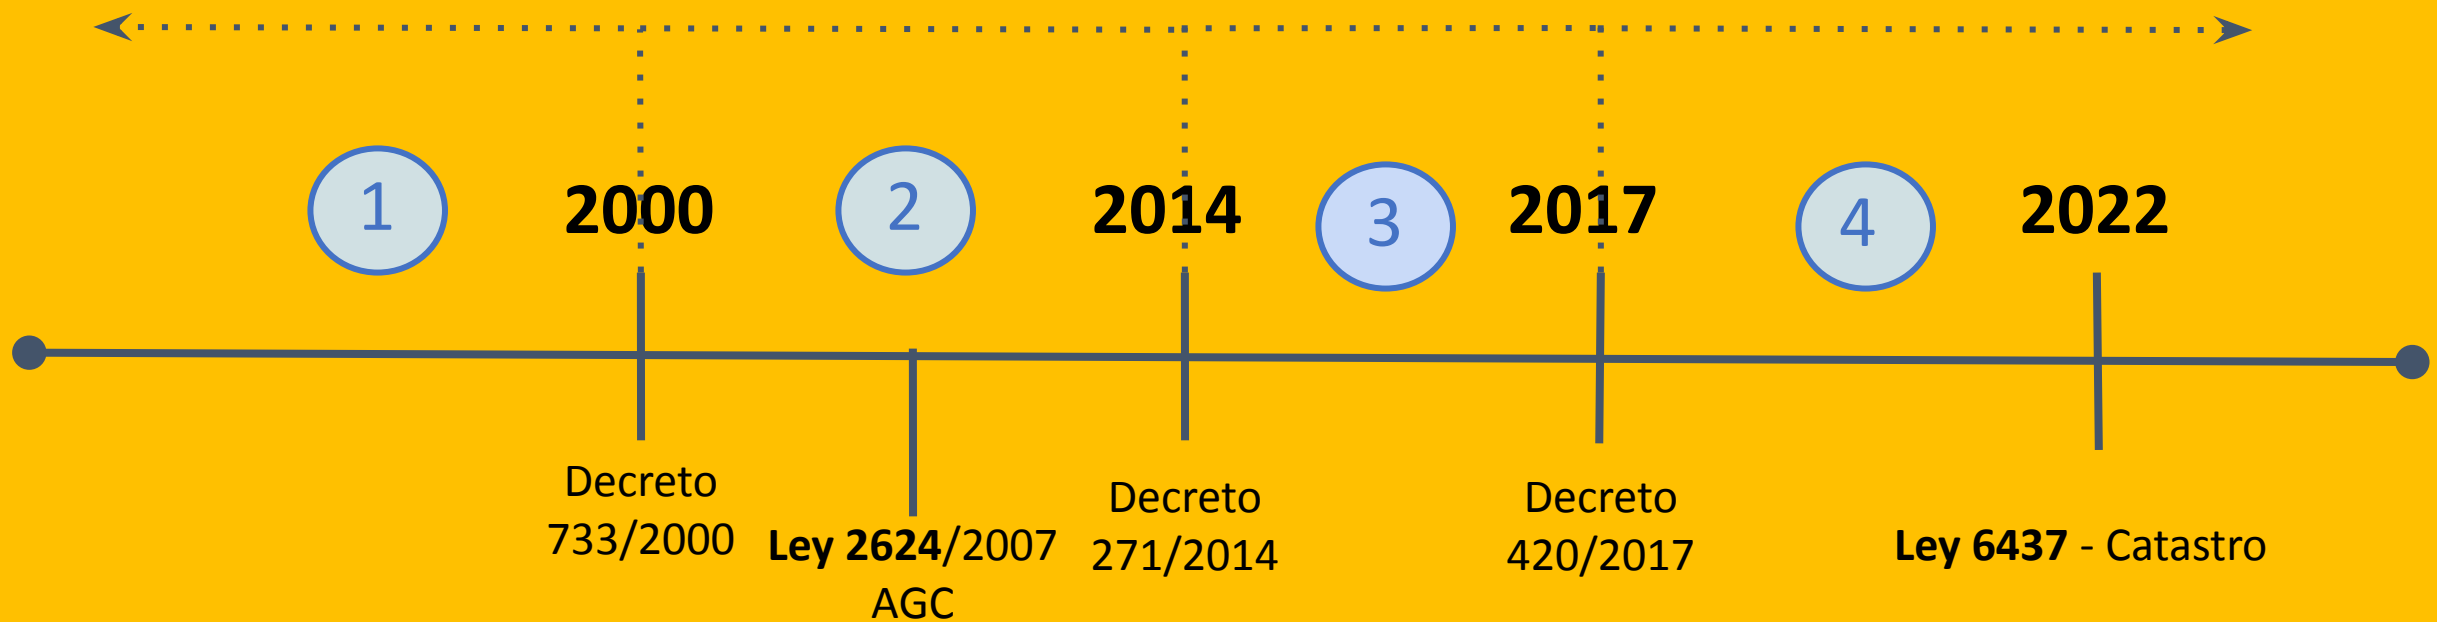 1
2000
2
2014
3
2017
4
2022
Decreto
733/2000
Ley 2624/2007
AGC
Decreto
271/2014
Decreto
420/2017
Ley 6437 - Catastro